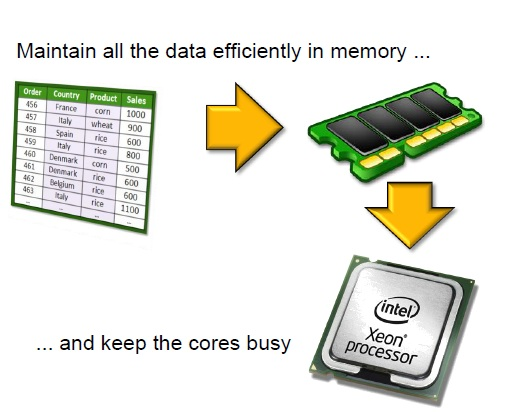 Maintain all the data efficiently in memory ...
Order Country Product Sales
456 France corn 1000
457 Italy wheat 900
458 Spain rice 600
459 Italy rice 800
460 Denmark corn 500
461 Denmark rice 600
462 Belgium rice 600
463 Italy rice 1100
... ... ... ...
intel
Xeon®
processor
... and keep the cores busy